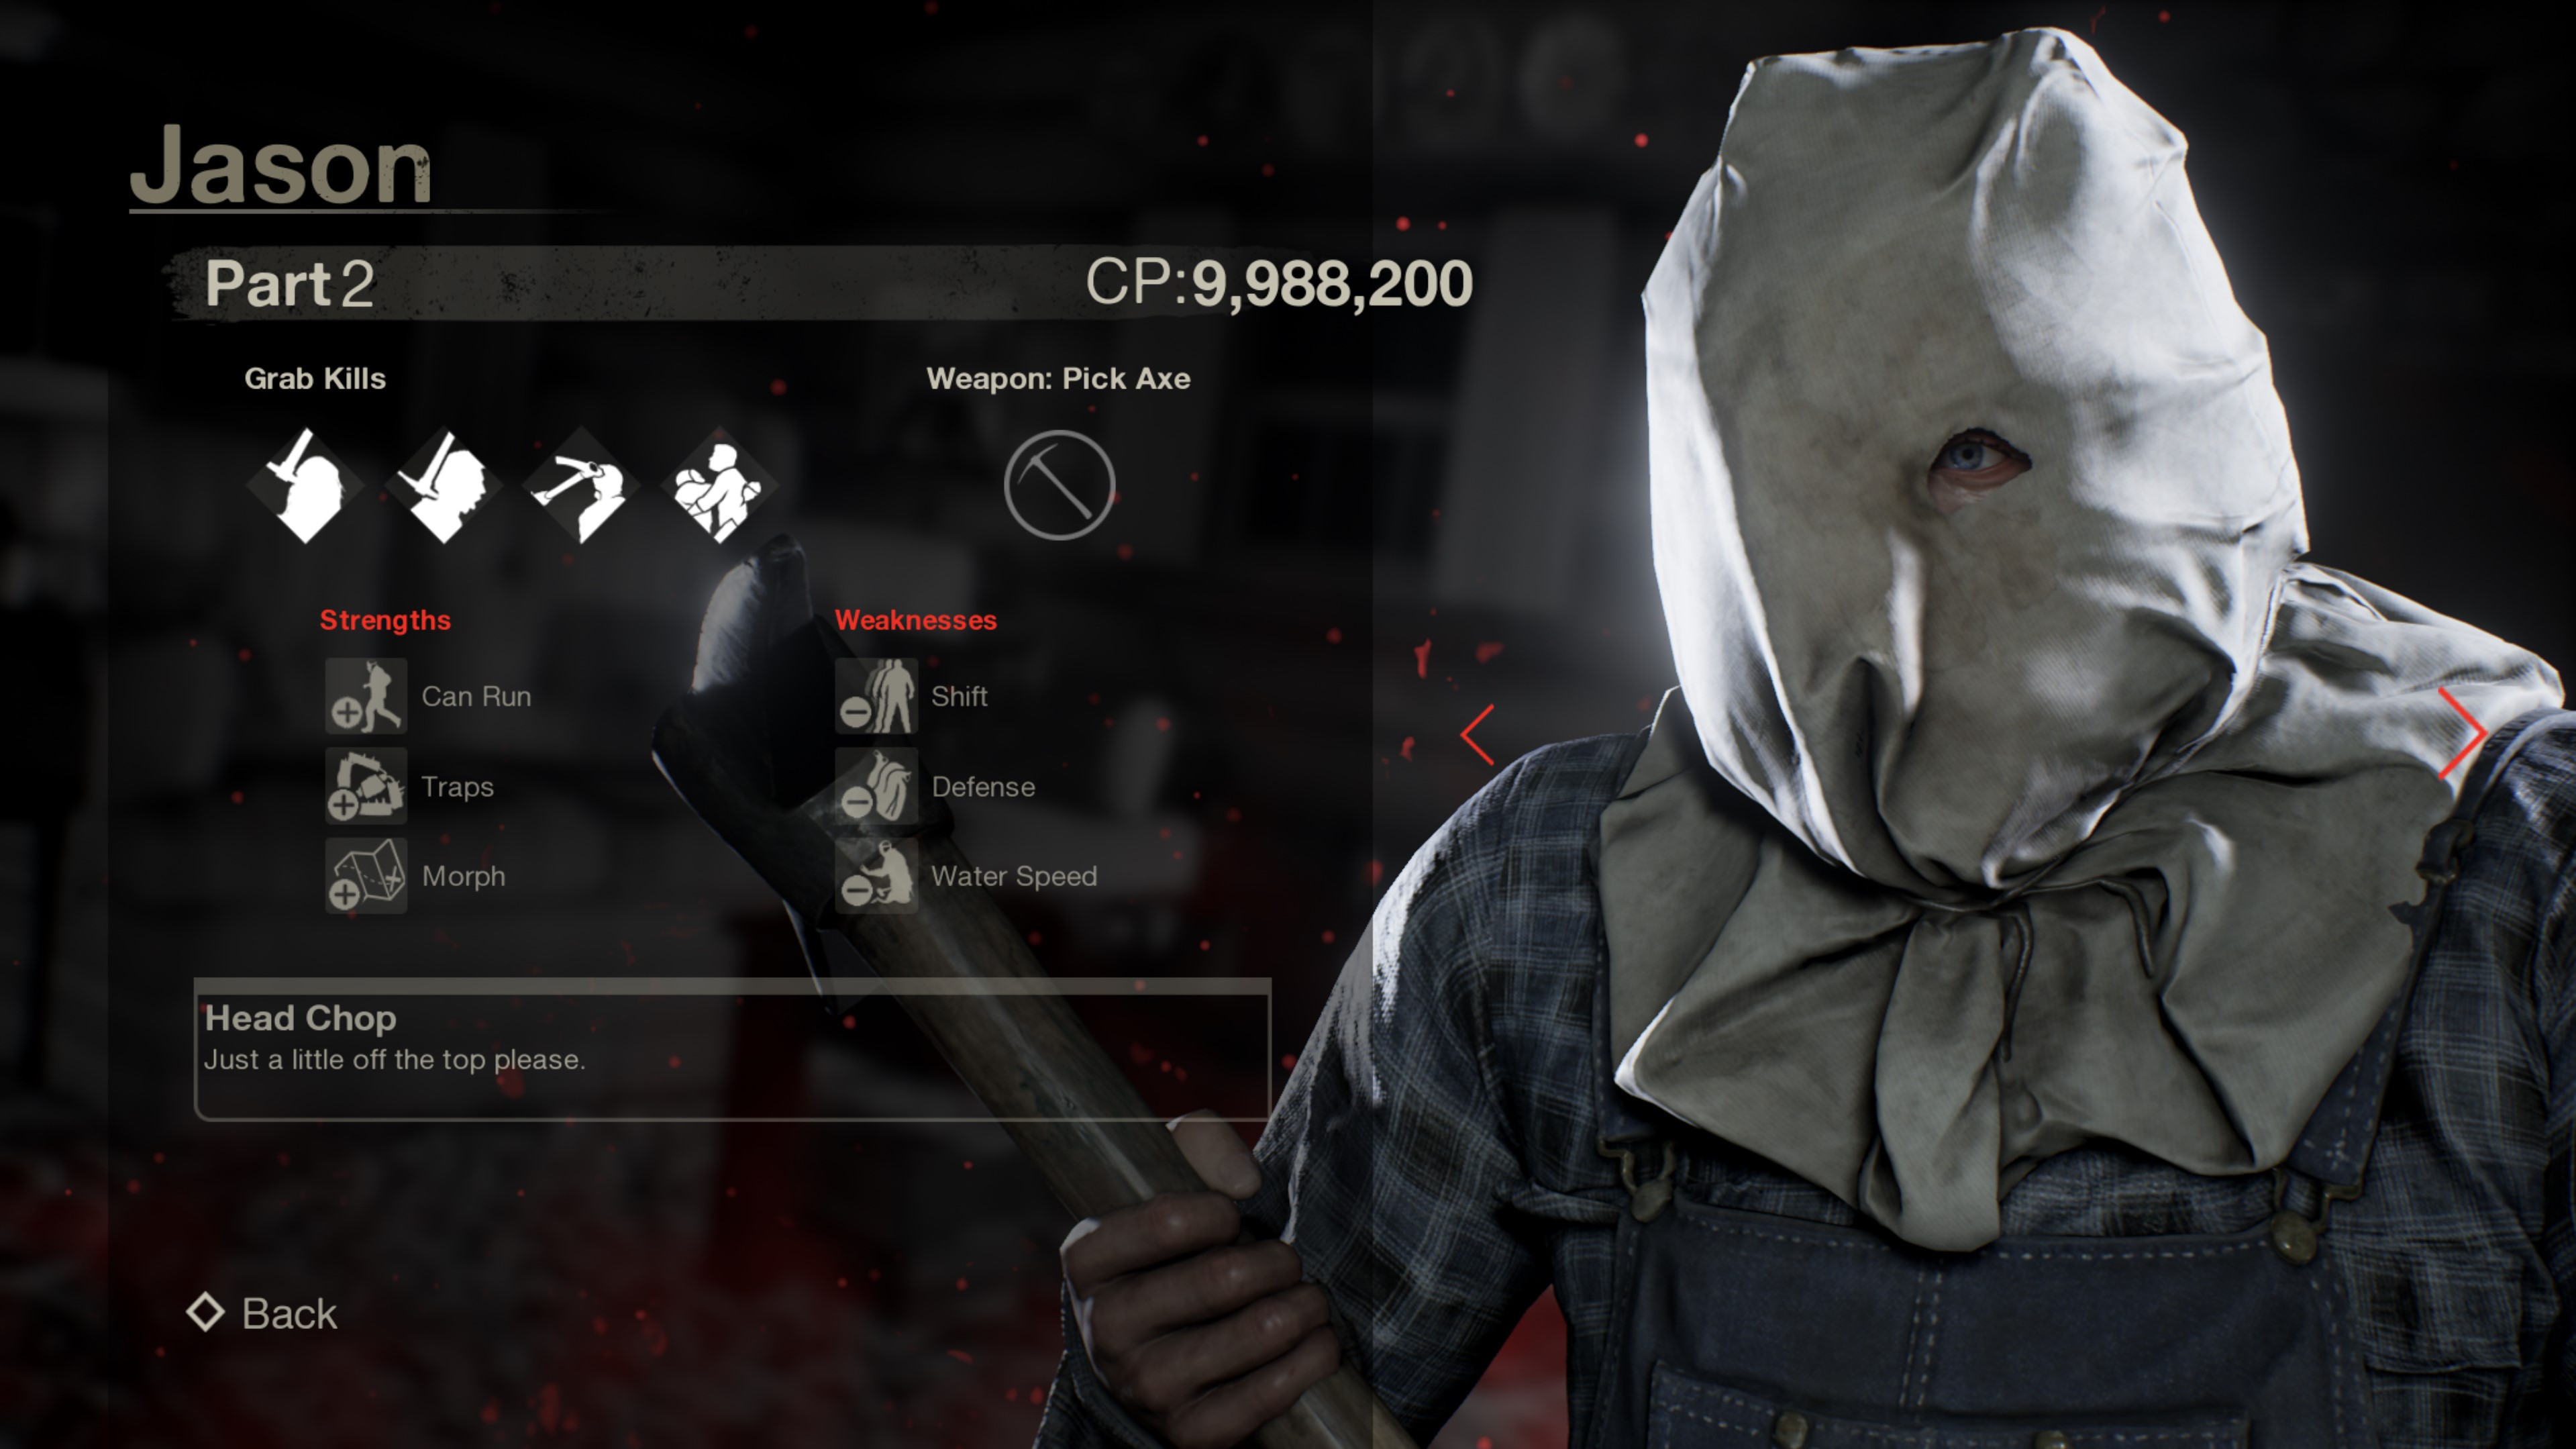 Jason
Part 2
CP:9,988,200
Grab Kills
Weapon: Pick Axe
Strengths
Weaknesses
Can Run
Shift
Traps
Defense
Morph
Water Speed
Head Chop
Just a little off the top please.
Back